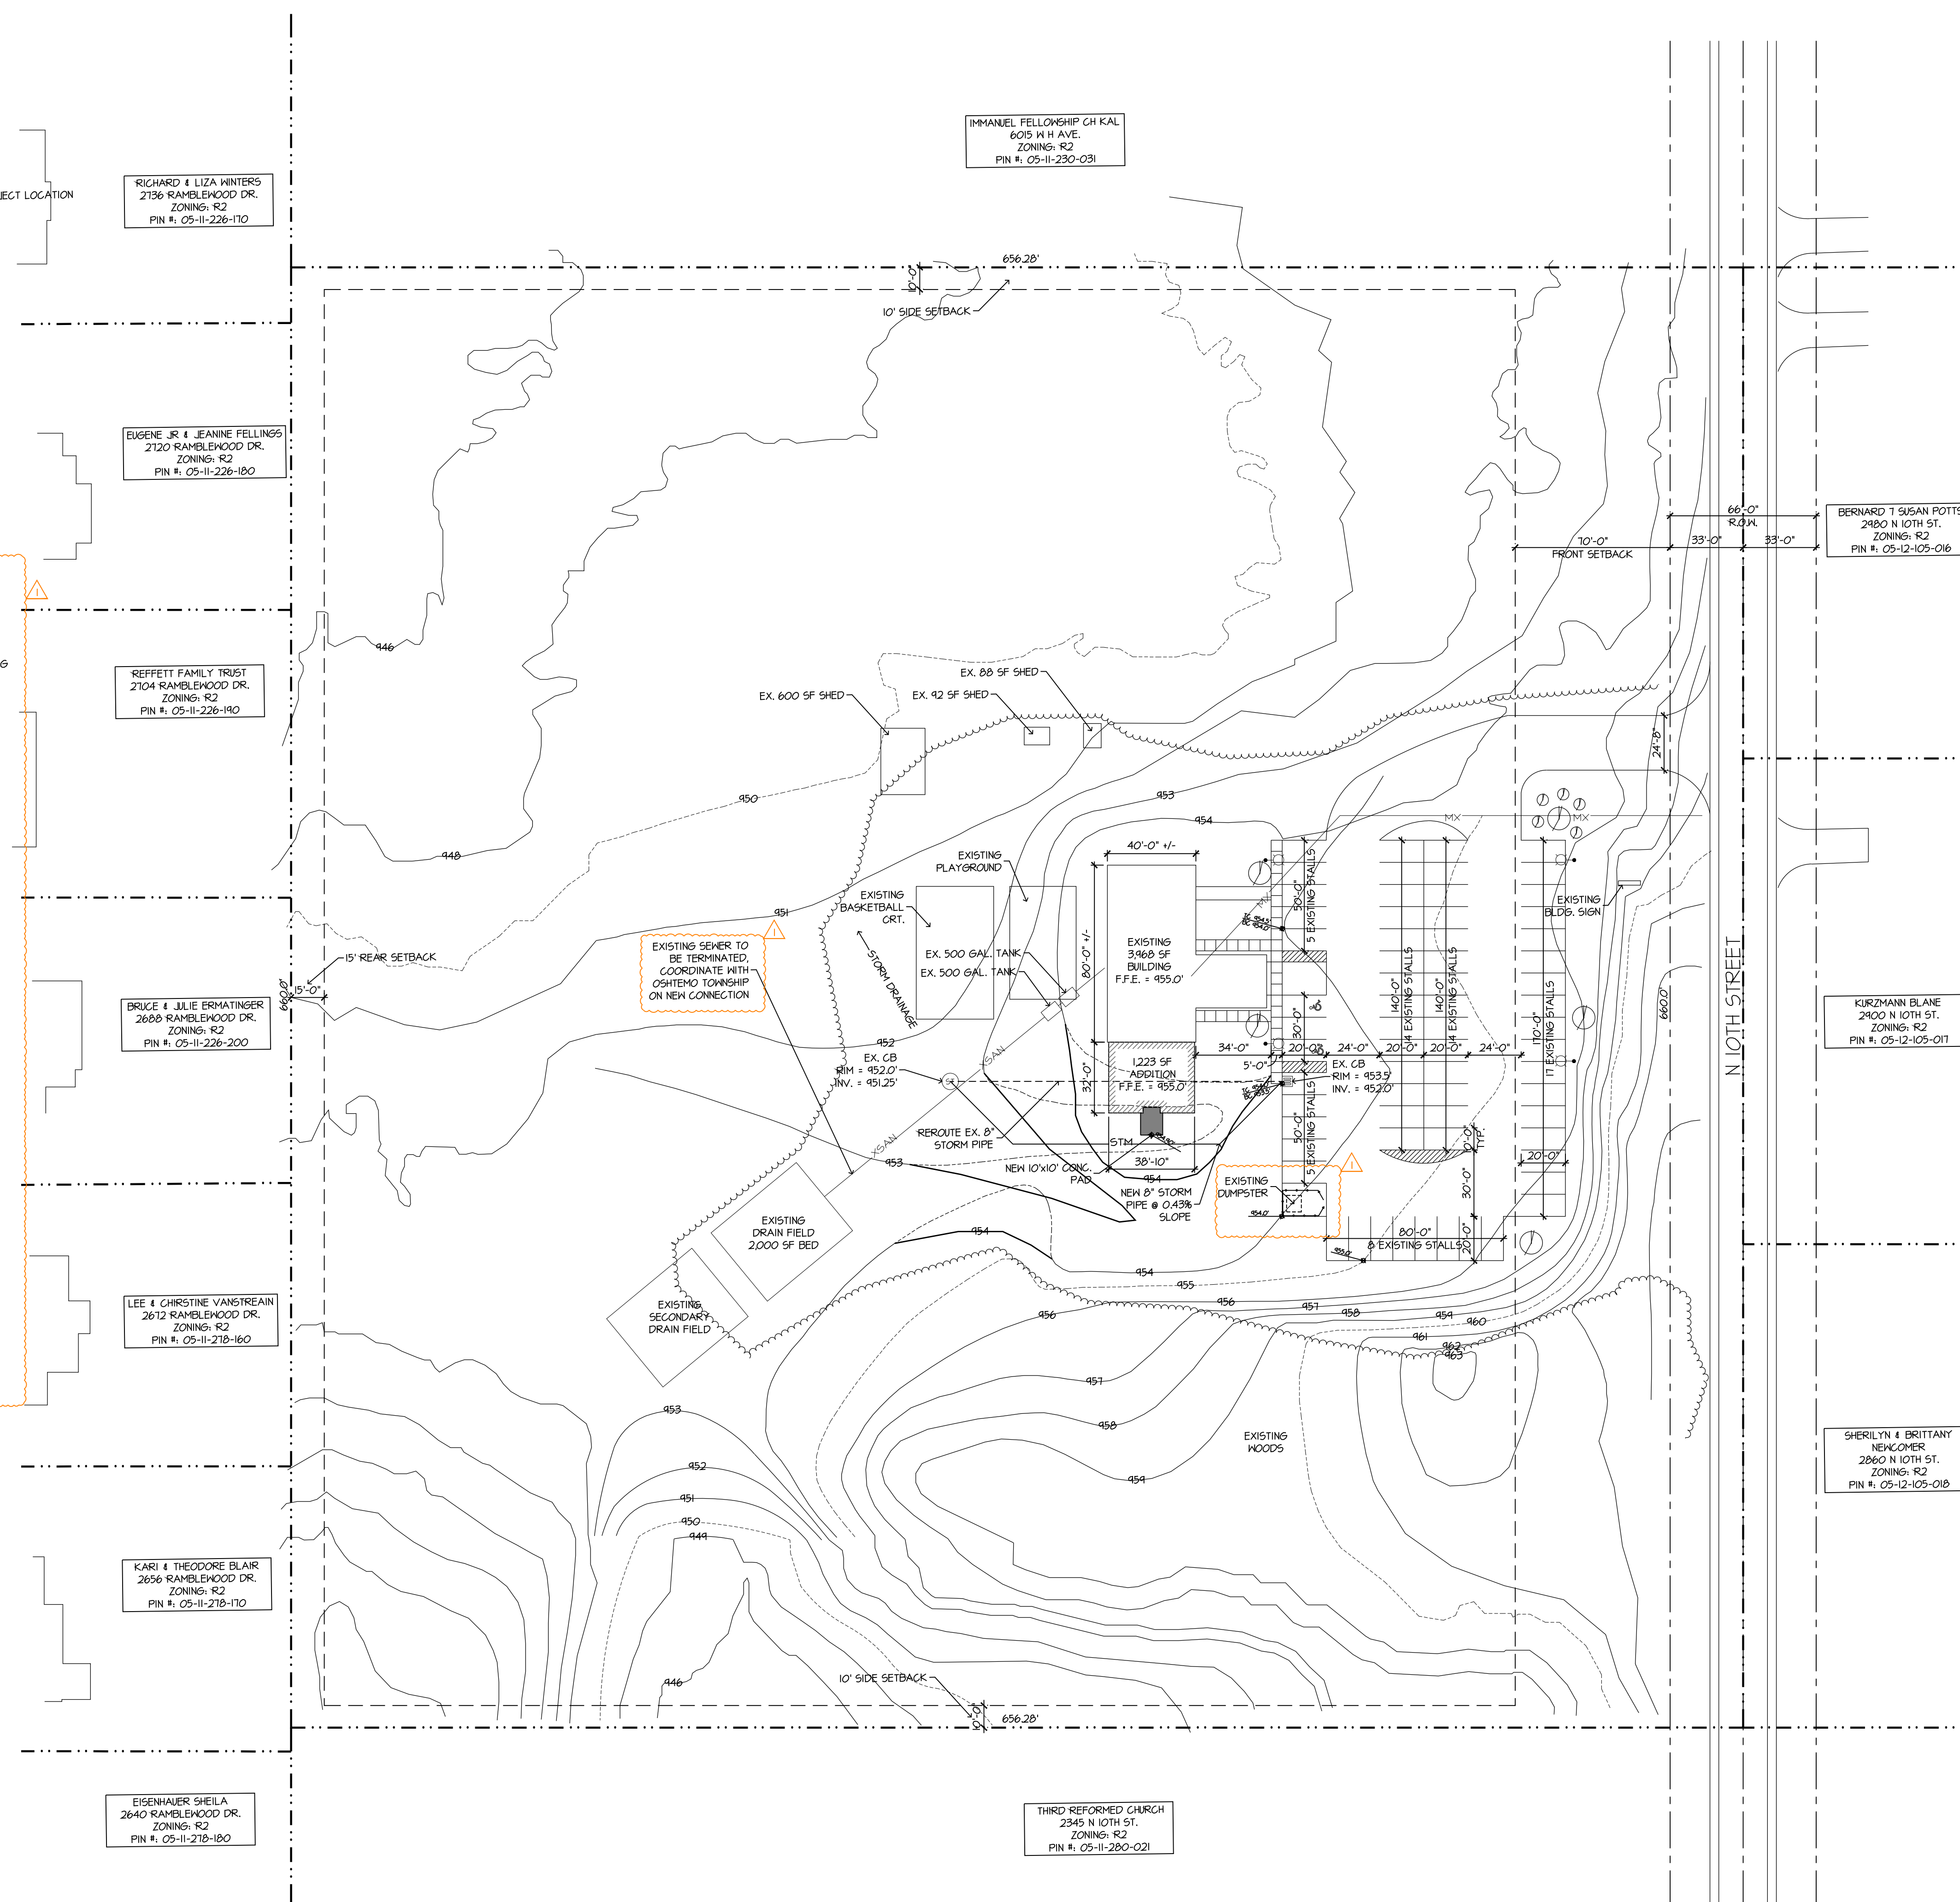 IMMANUEL FELLOWSHIP CH KAL
6015 W H AVE.
ZONING: R2
PIN #: 05-11-230-031
JECT LOCATION
RICHARD & LIZA WINTERS
2736 RAMBLEWOOD DR.
ZONING: R2
PIN #: 05-11-226-170
656.28'
10'-0"
10' SIDE SETBACK
EUGENE JR & JEANINE FELLINGS
2720 RAMBLEWOOD DR.
ZONING: R2
PIN #: 05-11-226-180
66'-0"
R.O.W.
70'-0"
FRONT SETBACK
33'-0"
33'-0"
BERNARD T SUSAN POTTS
2980 N 10TH ST.
ZONING: R2
PIN #: 05-12-105-016
946
G
REFFETT FAMILY TRUST
2704 RAMBLEWOOD DR.
ZONING: R2
PIN #: 05-11-226-190
EX. 88 SF SHED
EX. 600 SF SHED
EX. 92 SF SHED
24'-8"
950
953
954
948
MX
MX
40'-0" +/-
EXISTING
PLAYGROUND
EXISTING
BASKETBALL
CRT.
951
80'-0" +/-
EXISTING
3,968 SF
BUILDING
F.F.E. = 955.0'
EX. 500 GAL. TANK
EX. 500 GAL. TANK
MX
50'-0"
5 EXISTING STALLS
EXISTING
BLDG. SIGN
EXISTING SEWER TO
BE TERMINATED,
COORDINATE WITH
OSHTEMO TOWNSHIP
ON NEW CONNECTION
STORM DRAINAGE
15' REAR SETBACK
15'-0"
660.0'
BRUCE & JULIE ERMATINGER
2688 RAMBLEWOOD DR.
ZONING: R2
PIN #: 05-11-226-200
140'-0"
14 EXISTING STALLS
140'-0"
14 EXISTING STALLS
170'-0"
17 EXISTING STALLS
660.0'
N 10TH STREET
KURZMANN BLANE
2900 N 10TH ST.
ZONING: R2
PIN #: 05-12-105-017
30'-0"
952
XSAN
EX. CB
RIM = 952.0'
INV. = 951.25'
34'-0"
20'-0"
24'-0"
20'-0"
20'-0"
24'-0"
5'-0"
1,223 SF
ADDITION
F.F.E. = 955.0'
32'-0"
EX. CB
RIM = 953.5'
INV. = 952.0'
50'-0"
5 EXISTING STALLS
REROUTE EX. 8"
STORM PIPE
XSAN
STM
10'-0"
TYP.
953
NEW 10'x10' CONC.
PAD
38'-10"
954
20'-0"
NEW 8" STORM
PIPE @ 0.43%
SLOPE
EXISTING
DUMPSTER
954.0'
30'-0"
EXISTING
DRAIN FIELD
2,000 SF BED
954
80'-0"
8 EXISTING STALLS
20'-0"
955.0'
954
955
EXISTING
SECONDARY
DRAIN FIELD
LEE & CHIRSTINE VANSTREAIN
2672 RAMBLEWOOD DR.
ZONING: R2
PIN #: 05-11-278-160
956
956
957
958
959
960
961
962
963
957
953
958
EXISTING
WOODS
959
SHERILYN & BRITTANY
NEWCOMER
2860 N 10TH ST.
ZONING: R2
PIN #: 05-12-105-018
952
951
950
949
KARI & THEODORE BLAIR
2656 RAMBLEWOOD DR.
ZONING: R2
PIN #: 05-11-278-170
946
10' SIDE SETBACK
10'-0"
656.28'
EISENHAUER SHEILA
2640 RAMBLEWOOD DR.
ZONING: R2
PIN #: 05-11-278-180
THIRD REFORMED CHURCH
2345 N 10TH ST.
ZONING: R2
PIN #: 05-11-280-021